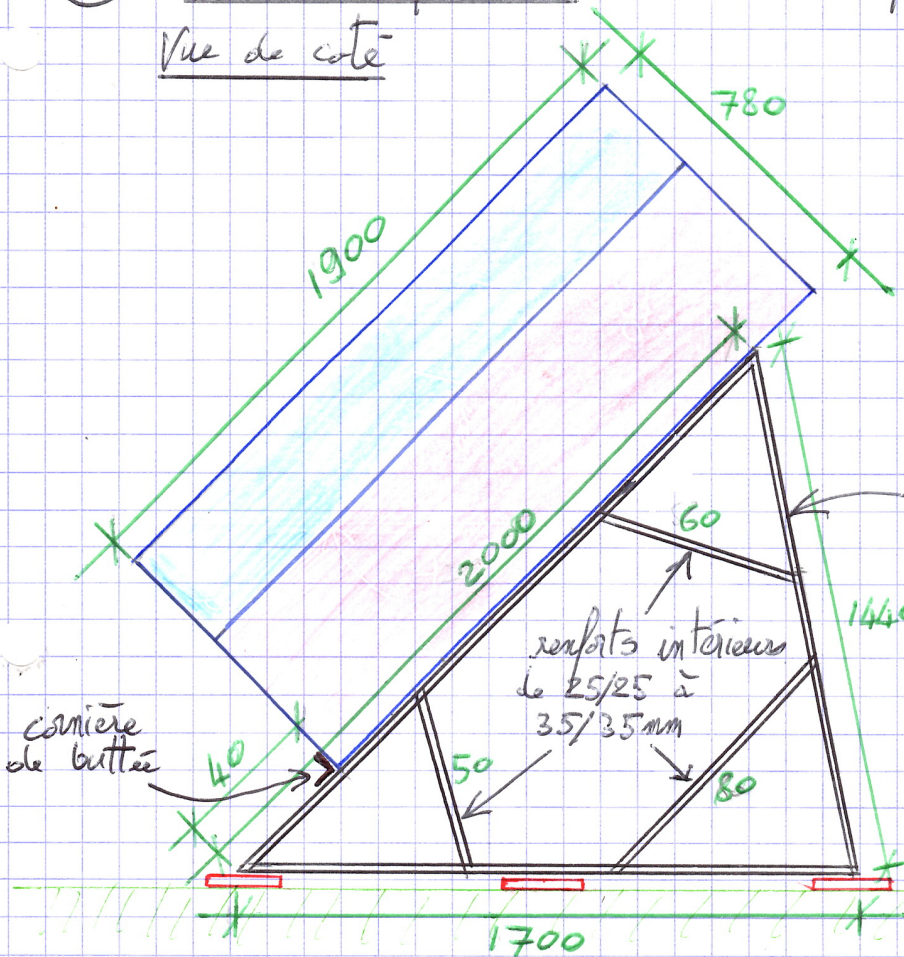 Vue de coté
780
1900
2000
60
144
renforts intérieurs
de 25/25 à
35/35mm
cornière
de buttée
40
50
80
1700